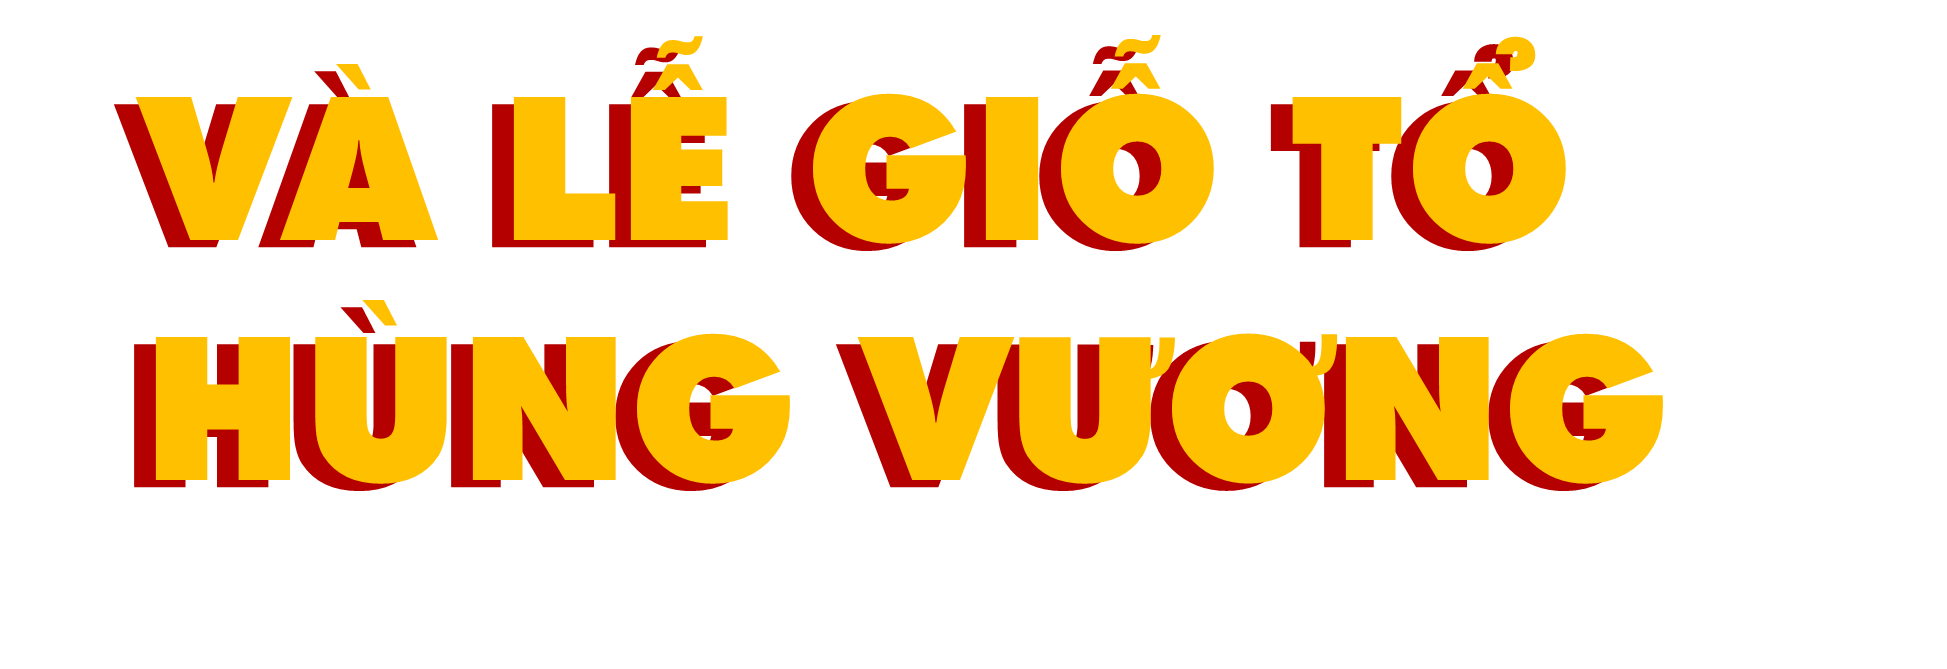 VÀ LỄ GIỖ TỔ
HÙNG VƯƠNG